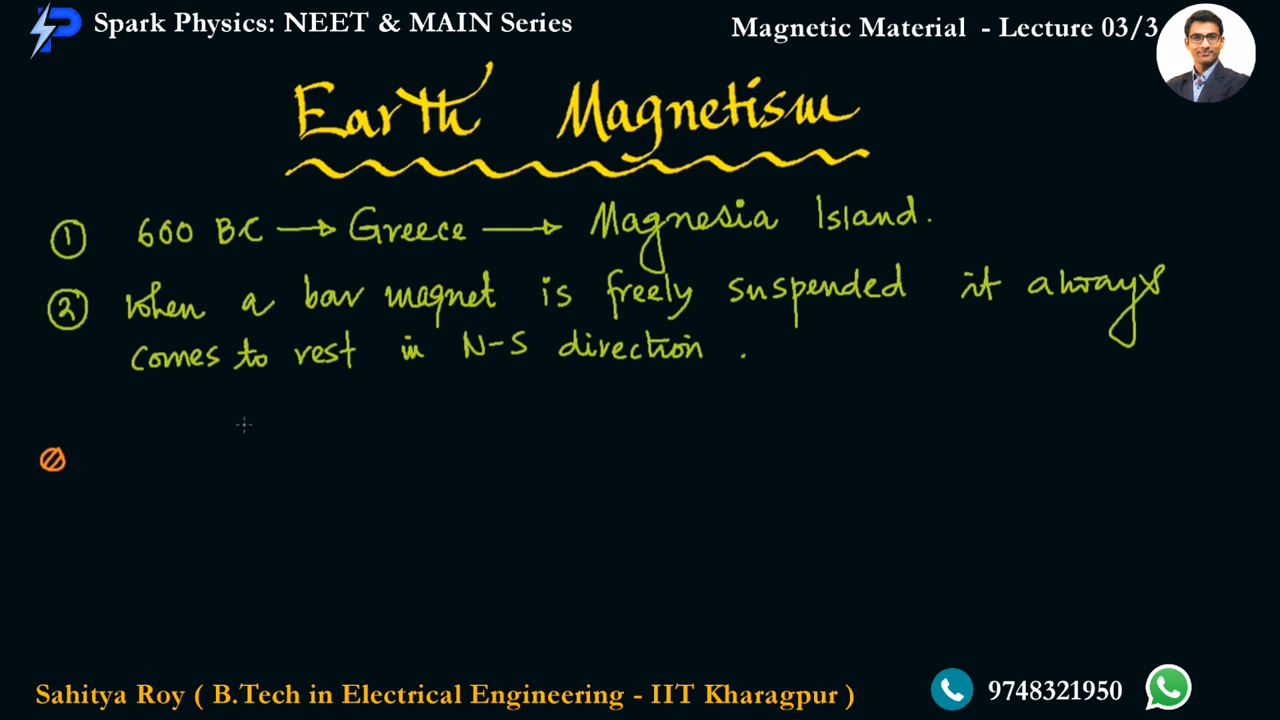 Spark Physics: NEET & MAIN Series
Magnetic Material - Lecture 03/3
Earth Magnetism
① 600 BC → Greece → Magnesia Island.
② When a bar magnet is freely suspended it always
comes to rest in N-S direction.
Sahitya Roy ( B.Tech in Electrical Engineering - IIT Kharagpur )
9748321950